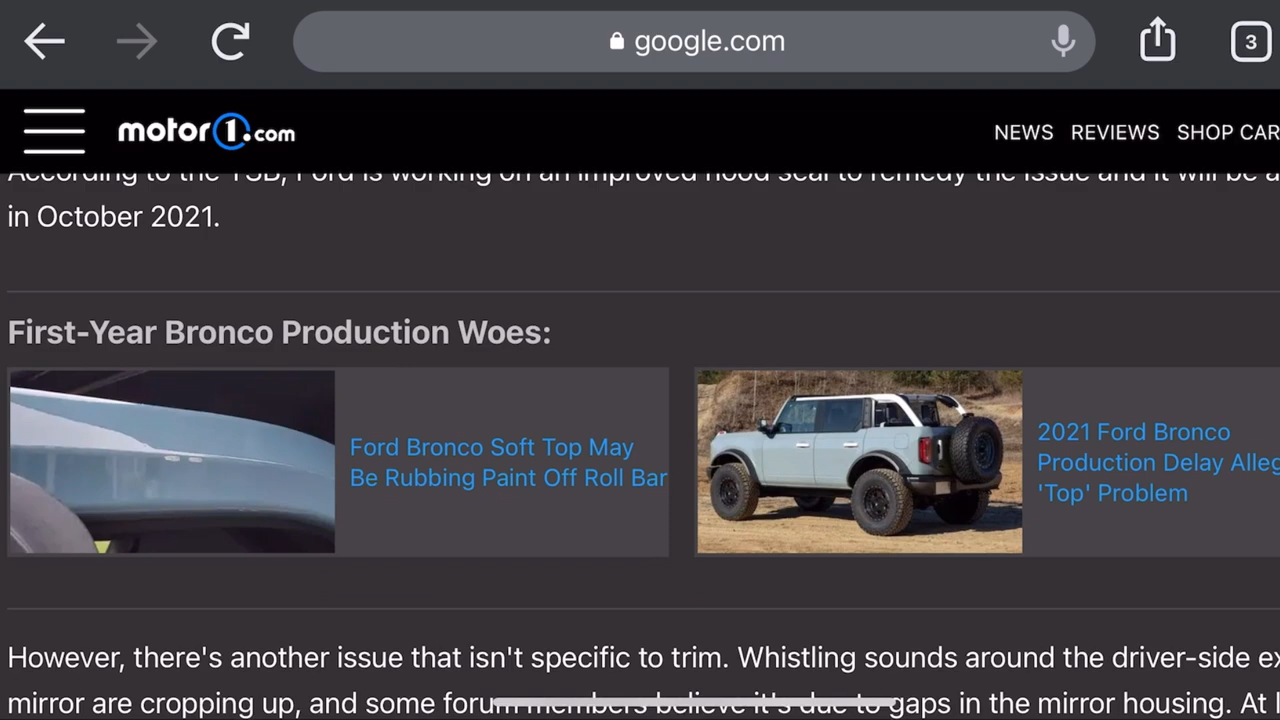 google.com
3
motor1.com
NEWS REVIEWS SHOP CAR
According to the TSB, Ford is working on an improved hood seal to remedy the issue and it will be a
in October 2021.
First-Year Bronco Production Woes:
Ford Bronco Soft Top May
Be Rubbing Paint Off Roll Bar
2021 Ford Bronco
Production Delay Alleg
'Top' Problem
However, there's another issue that isn't specific to trim. Whistling sounds around the driver-side ex
mirror are cropping up, and some forum members believe it's due to gaps in the mirror housing. At l